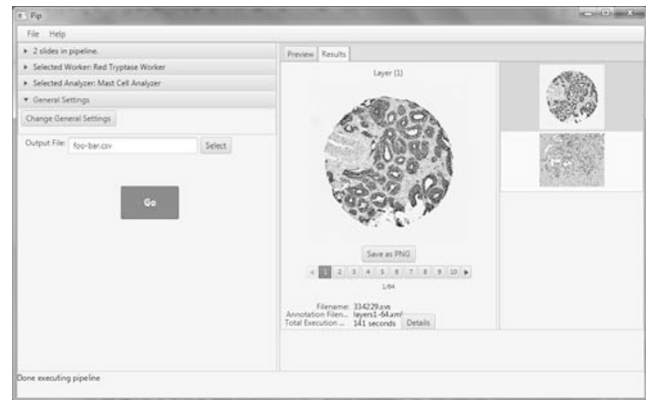 Pip
File Help
2 slides in pipeline.
Selected Worker: Red Tryptase Worker
Selected Analyzer: Mast Cell Analyzer
General Settings
Change General Settings
Output File: foo-bar.csv Select
Go
Preview Results
Layer (1)
Save as PNG
1 2 3 4 5 6 7 8 9 10
1/64
Filename: 334229.svs
Annotation Filen... layers1-64.xml
Total Execution ... 141 seconds Details
Done executing pipeline